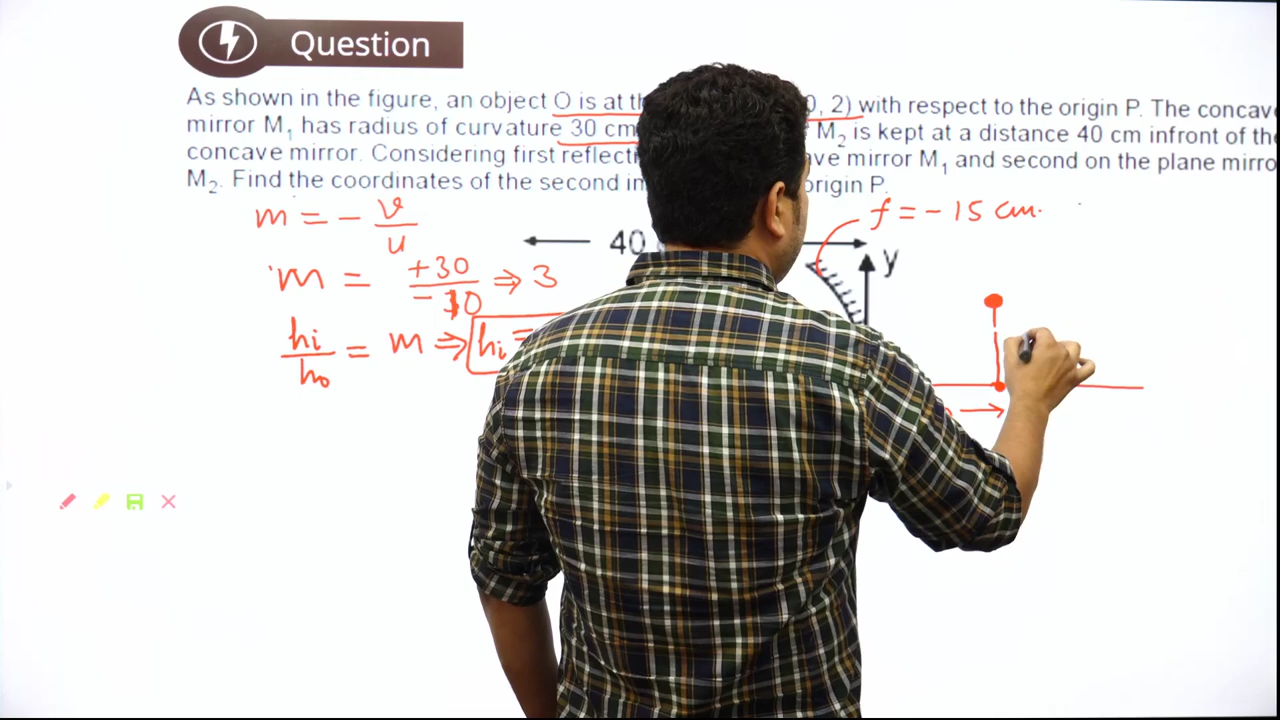 Question
As shown in the figure, an object O is at th 0, 2) with respect to the origin P. The concave
mirror M1 has radius of curvature 30 cm M2 is kept at a distance 40 cm infront of the
concave mirror. Considering first reflecti ve mirror M1 and second on the plane mirro
M2. Find the coordinates of the second im origin P.
m = - v/u
f = -15 cm.
40
y
m = +30/-10 ⇒ 3
hi/ho = m ⇒ hi =